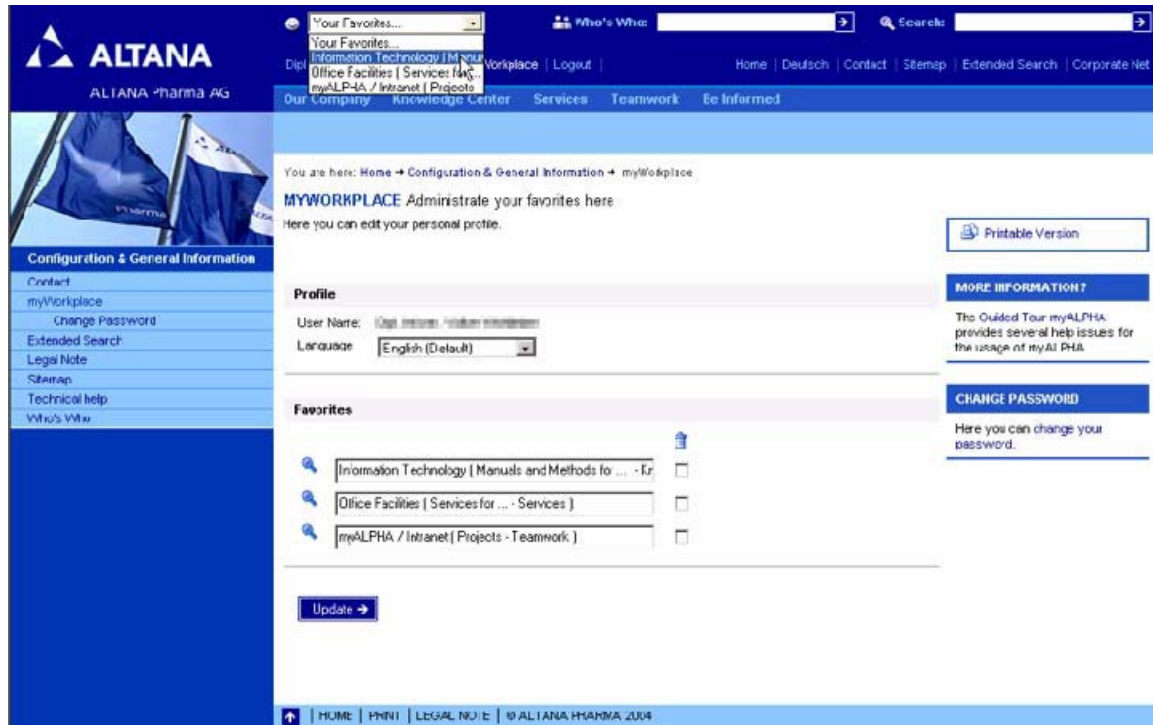 Your Favorites...
Who's Who:
Search:
Your Favorites...
Information Technology ( Manu
Office Facilities ( Services for ...
myALPHA / Intranet ( Projects
ALTANA
ALTANA Pharma AG
Dipl
Workplace | Logout |
Home | Deutsch | Contact | Sitemap | Extended Search | Corporate Net
Our Company Knowledge Center Services Teamwork Be Informed
You are here: Home → Configuration & General Information → myWorkplace
MYWORKPLACE Administrate your favorites here
Here you can edit your personal profile.
Printable Version
Configuration & General Information
Contact
myWorkplace
Change Password
Extended Search
Legal Note
Sitemap
Technical help
Who's Who
Profile
User Name:
Language English (Default)
MORE INFORMATION?
The Guided Tour myALPHA
provides several help issues for
the usage of myALPHA
CHANGE PASSWORD
Here you can change your
password.
Favorites
Information Technology ( Manuals and Methods for ... - Kr
Office Facilities ( Services for ... - Services )
myALPHA / Intranet ( Projects - Teamwork )
Update →
| HOME | PRINT | LEGAL NOTE | © ALTANA PHARMA 2004